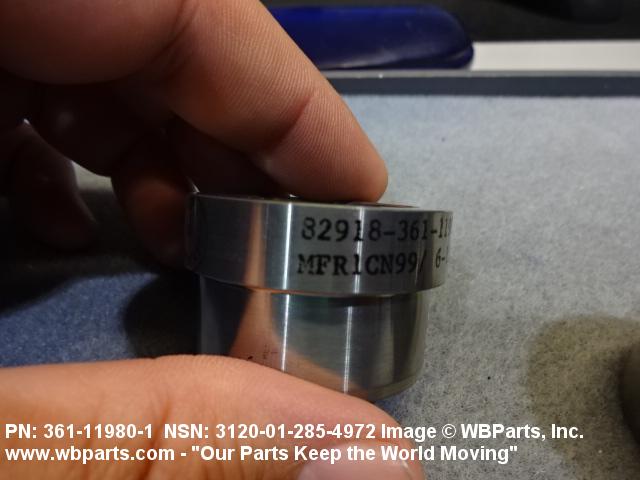 82918-361-11
MFR1CN99/ 6-
PN: 361-11980-1 NSN: 3120-01-285-4972 Image © WBParts, Inc.
www.wbparts.com - "Our Parts Keep the World Moving"